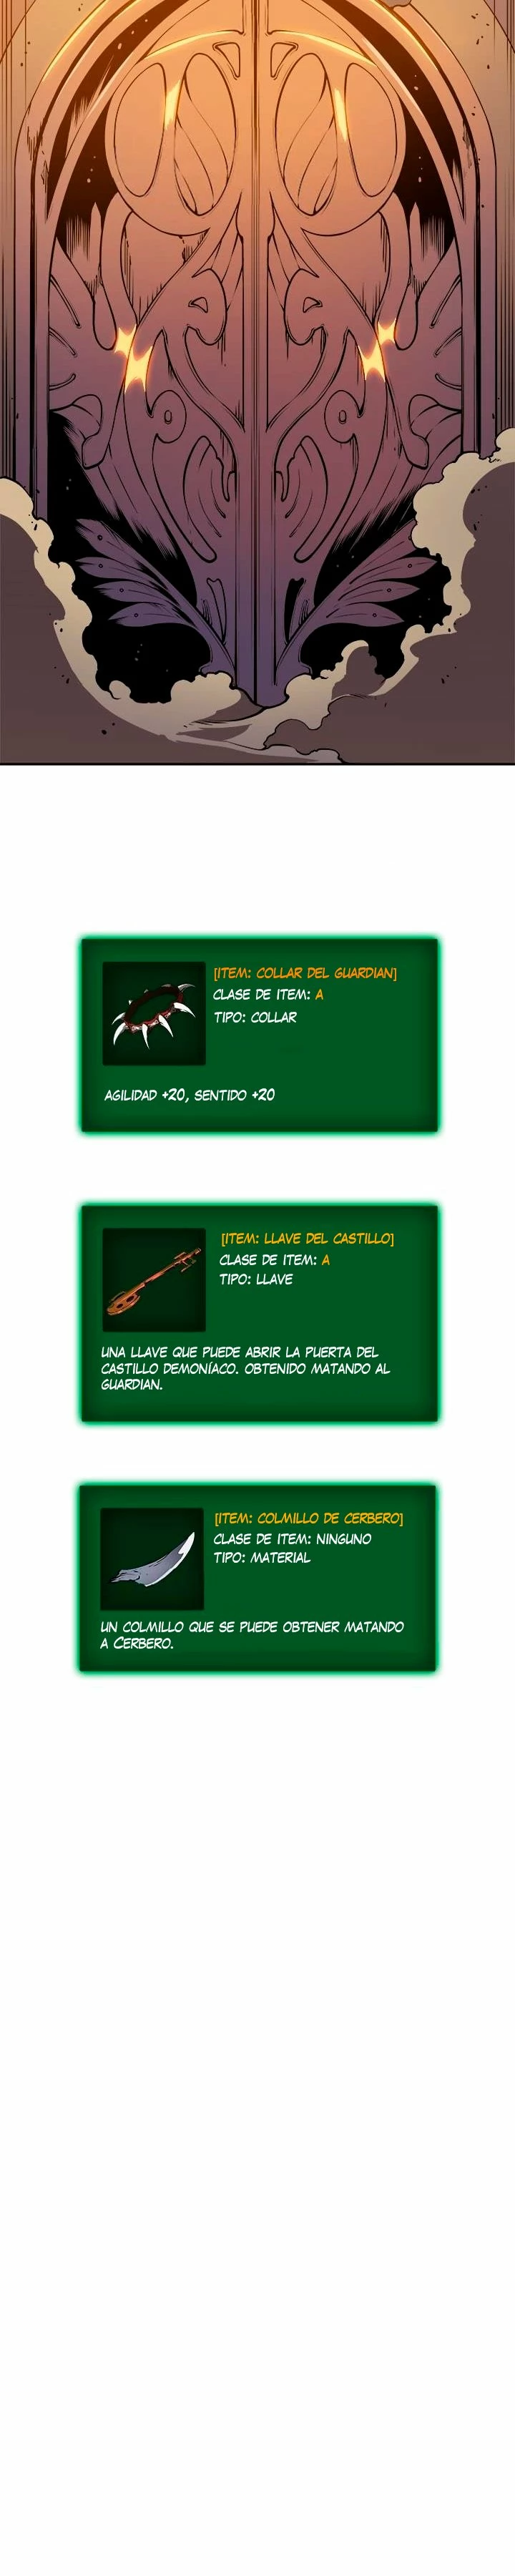 [ITEM: COLLAR DEL GUARDIAN]
CLASE DE ITEM: A
TIPO: COLLAR
AGILIDAD +20, SENTIDO +20
[ITEM: LLAVE DEL CASTILLO]
CLASE DE ITEM: A
TIPO: LLAVE
UNA LLAVE QUE PUEDE ABRIR LA PUERTA DEL
CASTILLO DEMONÍACO. OBTENIDO MATANDO AL
GUARDIAN.
[ITEM: COLMILLO DE CERBERO]
CLASE DE ITEM: NINGUNO
TIPO: MATERIAL
UN COLMILLO QUE SE PUEDE OBTENER MATANDO
A CERBERO.